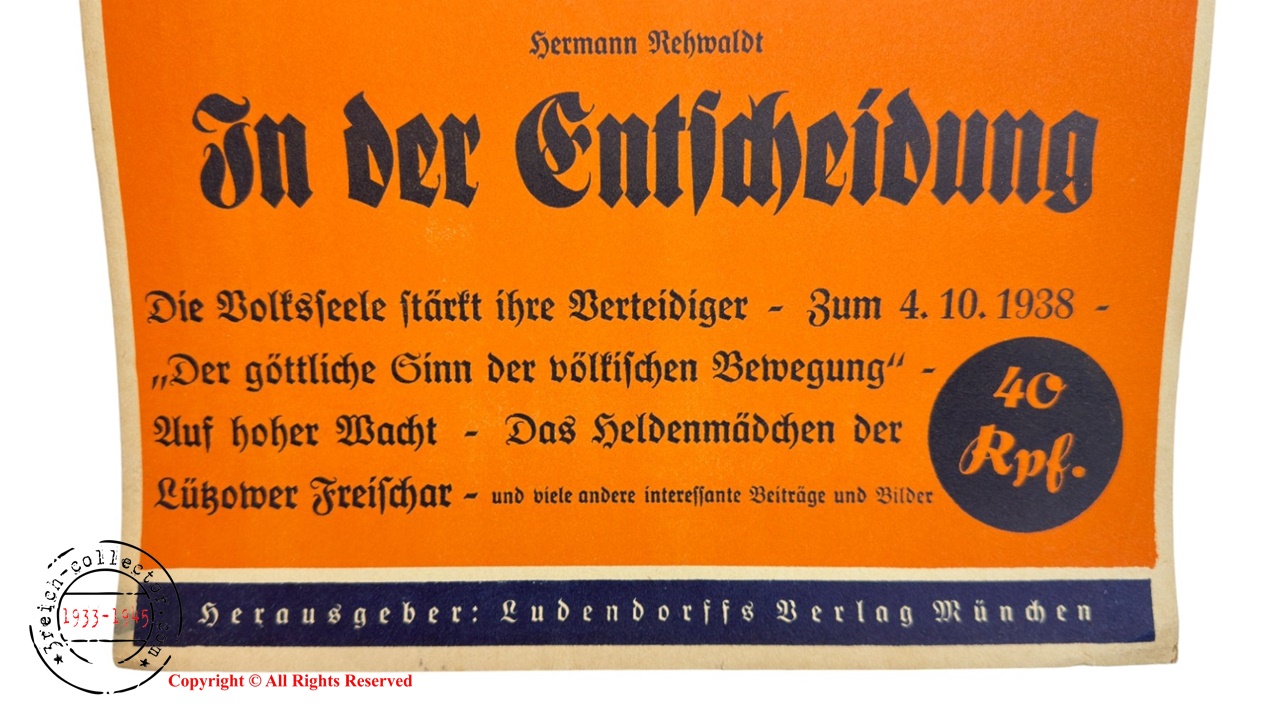 Hermann Rehwaldt
In der Entscheidung
Die Volksseele stärkt ihre Verteidiger - Zum 4. 10. 1938 -
„Der göttliche Sinn der völkischen Bewegung“ -
Auf hoher Wacht - Das Heldenmädchen der
Lützower Freischar - und viele andere interessante Beiträge und Bilder
40
Rpf.
Herausgeber: Ludendorffs Verlag München
3reich-collector.com
1933-1945
Copyright © All Rights Reserved